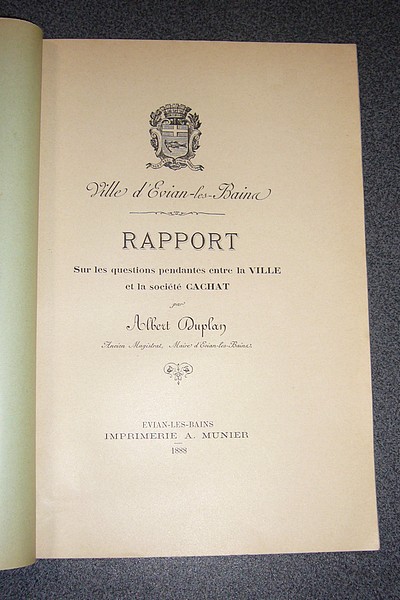 Ville d'Evian-les-Bains
RAPPORT
Sur les questions pendantes entre la VILLE
et la société CACHAT
par
Albert Duplan
Ancien Magistrat, Maire d'Evian-les-Bains.
EVIAN-LES-BAINS
IMPRIMERIE A. MUNIER
1888